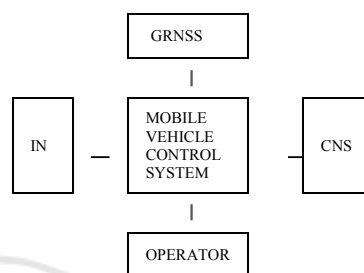 GRNSS
IN
MOBILE
VEHICLE
CONTROL
SYSTEM
CNS
OPERATOR